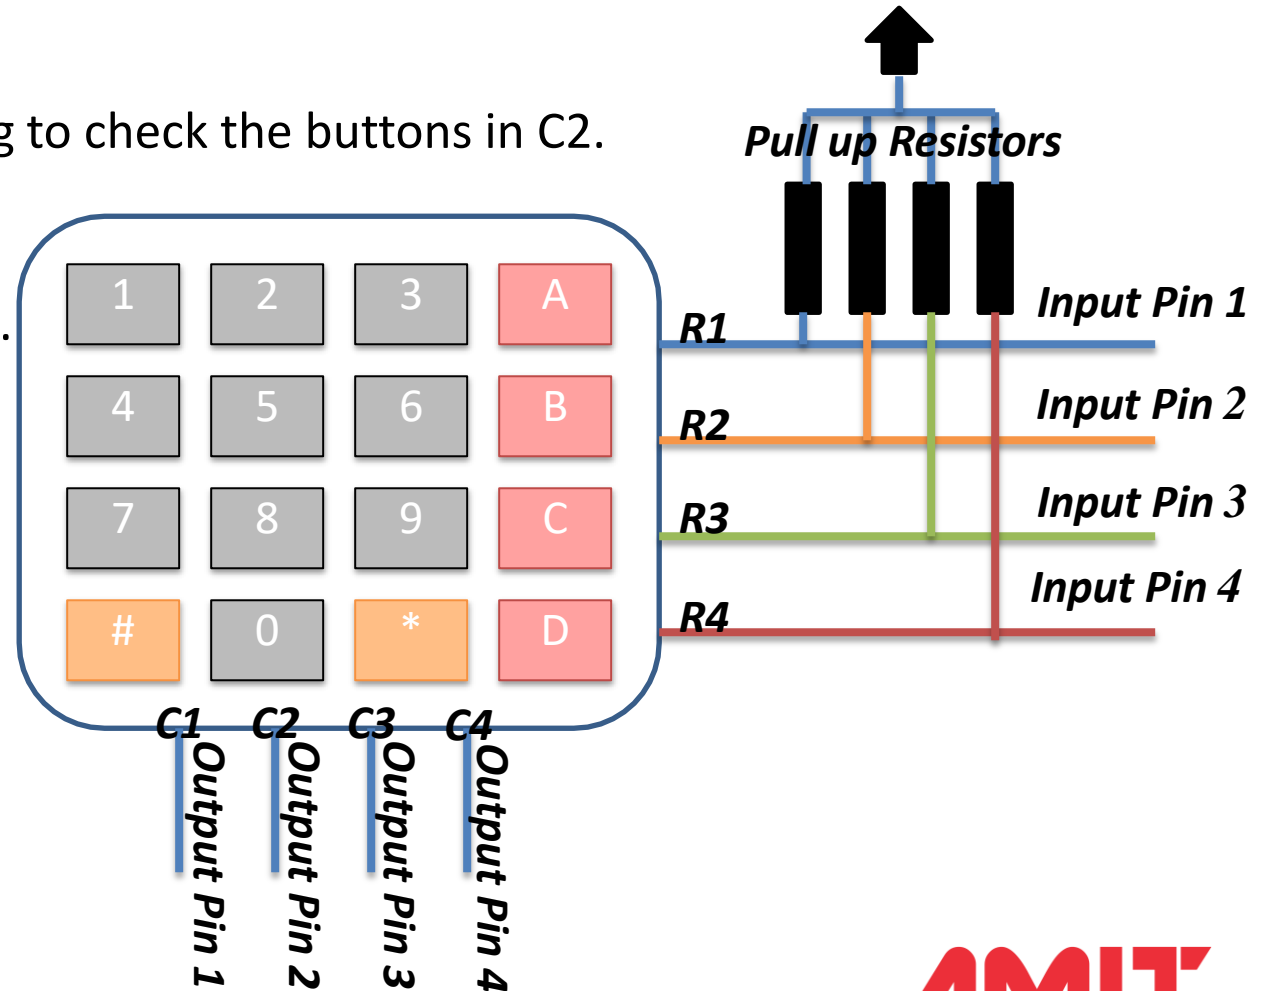 g to check the buttons in C2.
.
Pull up Resistors
1 2 3 A
4 5 6 B
7 8 9 C
# 0 * D
R1
R2
R3
R4
Input Pin 1
Input Pin 2
Input Pin 3
Input Pin 4
C1 C2 C3 C4
Output Pin 1
Output Pin 2
Output Pin 3
Output Pin 4
AMIT